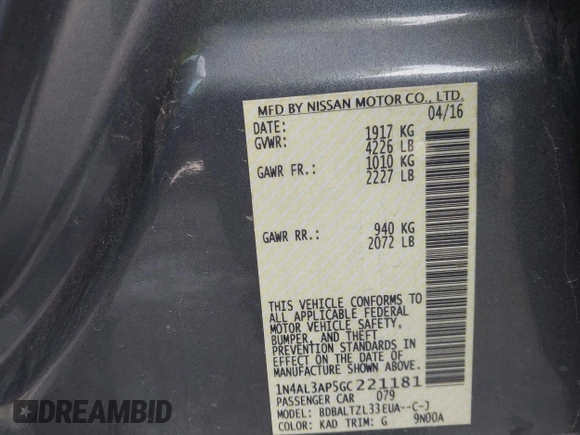 MFD BY NISSAN MOTOR CO., LTD.
DATE: 04/16
GVWR: 1917 KG
4226 LB
GAWR FR.: 1010 KG
2227 LB
GAWR RR.: 940 KG
2072 LB
THIS VEHICLE CONFORMS TO
ALL APPLICABLE FEDERAL
MOTOR VEHICLE SAFETY,
BUMPER, AND THEFT
PREVENTION STANDARDS IN
EFFECT ON THE DATE OF
MANUFACTURE SHOWN ABOVE.
1N4AL3AP5GC221181
PASSENGER CAR 079
MODEL: BDBALTZL33EUA--C-J
COLOR: KAD TRIM: G 9N00A
DREAMBID